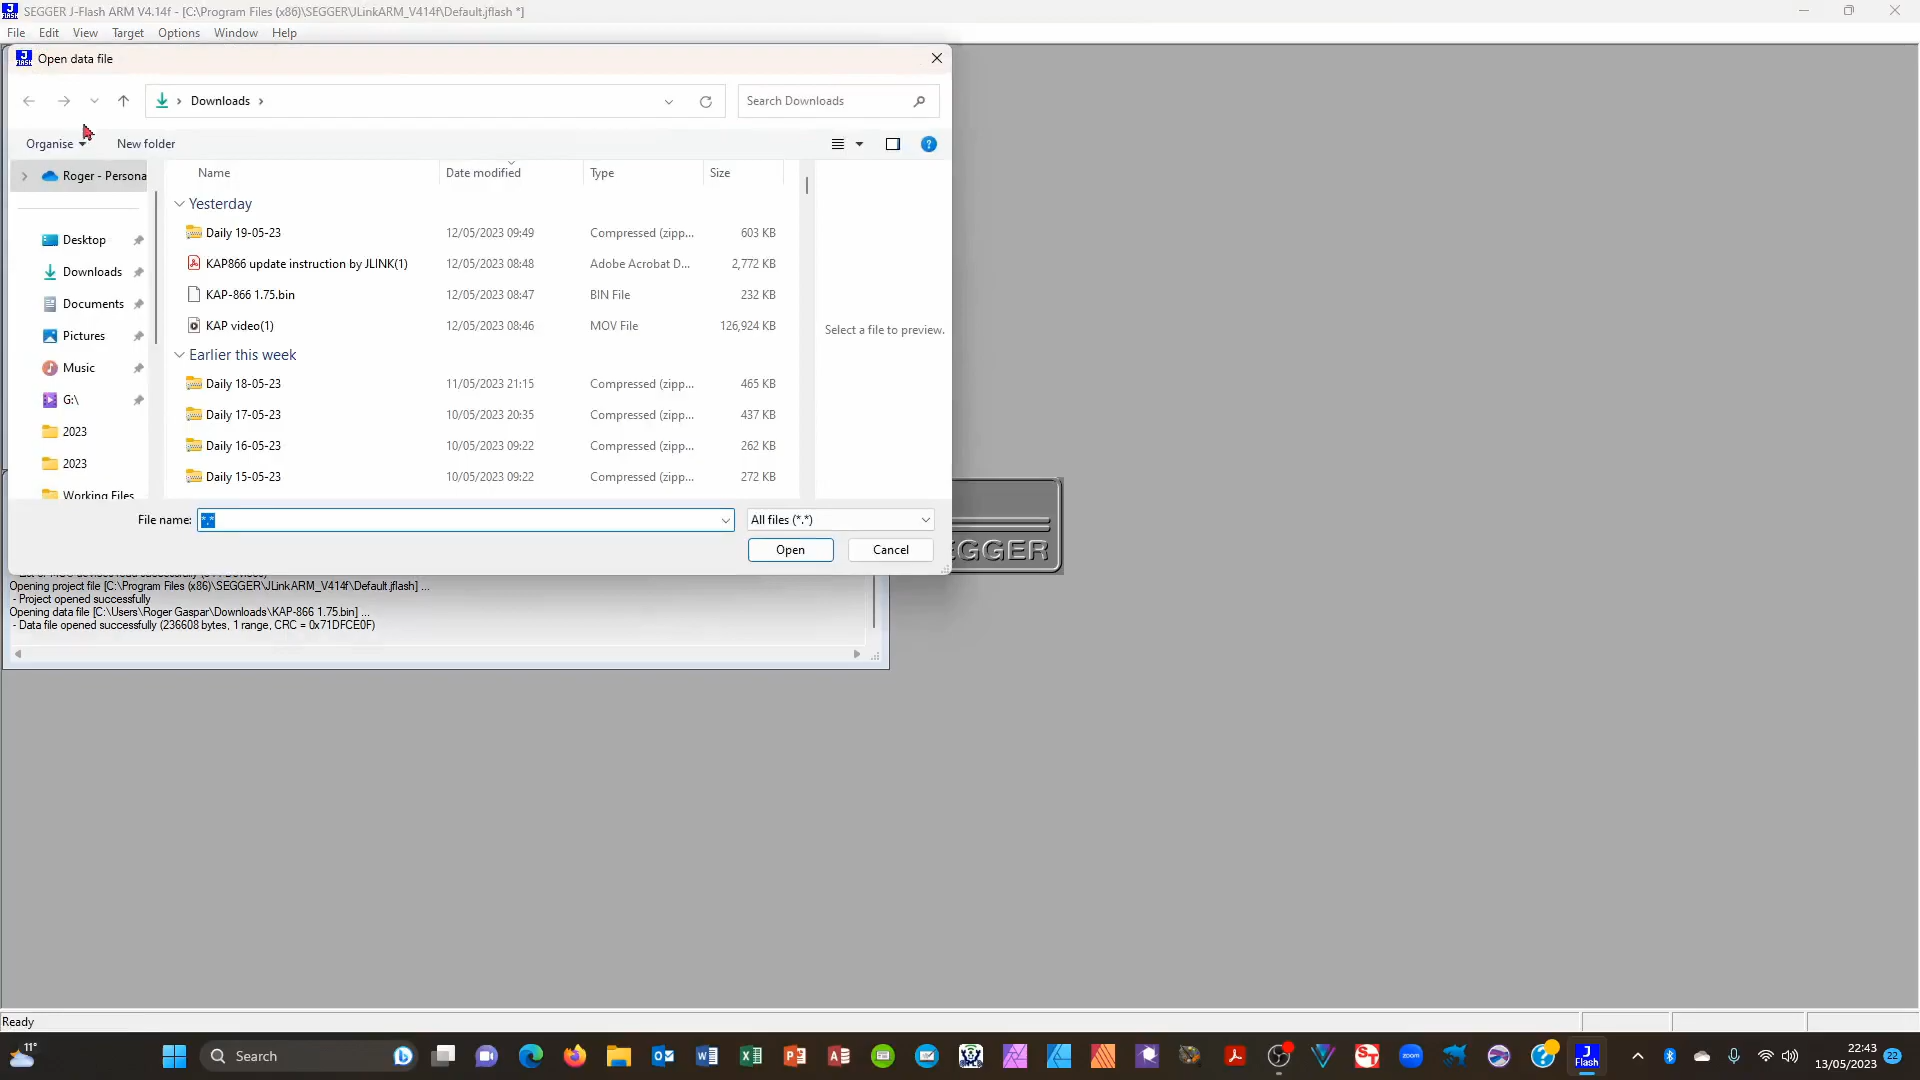 SEGGER J-Flash ARM V4.14f - [C:\Program Files (x86)\SEGGER\JLinkARM_V414f\Default.jflash *]
File Edit View Target Options Window Help
Open data file
Downloads
Search Downloads
Organise New folder
Roger - Persona
Desktop
Downloads
Documents
Pictures
Music
G:\
2023
2023
Working Files
Name Date modified Type Size
Yesterday
Daily 19-05-23 12/05/2023 09:49 Compressed (zipp... 603 KB
KAP866 update instruction by JLINK(1) 12/05/2023 08:48 Adobe Acrobat D... 2,772 KB
KAP-866 1.75.bin 12/05/2023 08:47 BIN File 232 KB
KAP video(1) 12/05/2023 08:46 MOV File 126,924 KB
Earlier this week
Daily 18-05-23 11/05/2023 21:15 Compressed (zipp... 465 KB
Daily 17-05-23 10/05/2023 20:35 Compressed (zipp... 437 KB
Daily 16-05-23 10/05/2023 09:22 Compressed (zipp... 262 KB
Daily 15-05-23 10/05/2023 09:22 Compressed (zipp... 272 KB
Select a file to preview.
File name: *.* All files (*.*)
Open Cancel
EGGER
Opening project file [C:\Program Files (x86)\SEGGER\JLinkARM_V414f\Default.jflash] ...
- Project opened successfully
Opening data file [C:\Users\Roger Gaspar\Downloads\KAP-866 1.75.bin] ...
- Data file opened successfully (236608 bytes, 1 range, CRC = 0x71DFCE0F)
Ready
11°
Search
zoom
J Flash
22:43
13/05/2023
22